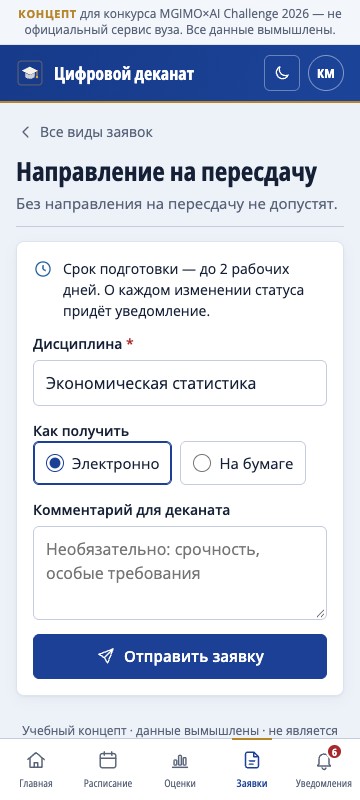 КОНЦЕПТ для конкурса MGIMO×AI Challenge 2026 — не
официальный сервис вуза. Все данные вымышлены.
Цифровой деканат
КМ
Все виды заявок
Направление на пересдачу
Без направления на пересдачу не допустят.
Срок подготовки — до 2 рабочих
дней. О каждом изменении статуса
придёт уведомление.
Дисциплина *
Экономическая статистика
Как получить
Электронно
На бумаге
Комментарий для деканата
Необязательно: срочность,
особые требования
Отправить заявку
Учебный концепт · данные вымышлены · не является
6
Главная
Расписание
Оценки
Заявки
Уведомления